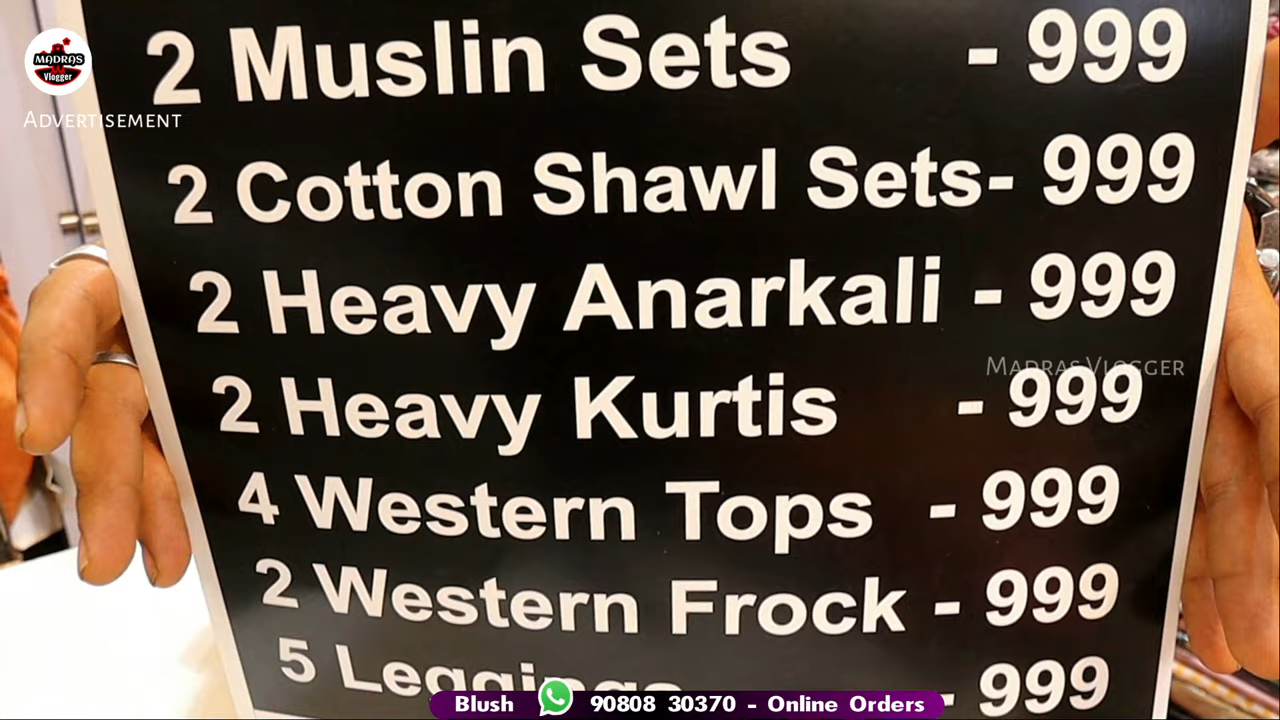 MADRAS
Vlogger
ADVERTISEMENT
2 Muslin Sets - 999
2 Cotton Shawl Sets- 999
2 Heavy Anarkali - 999
MADRAS VLOGGER
2 Heavy Kurtis - 999
4 Western Tops - 999
2 Western Frock - 999
5 Leggings - 999
Blush 90808 30370 - Online Orders